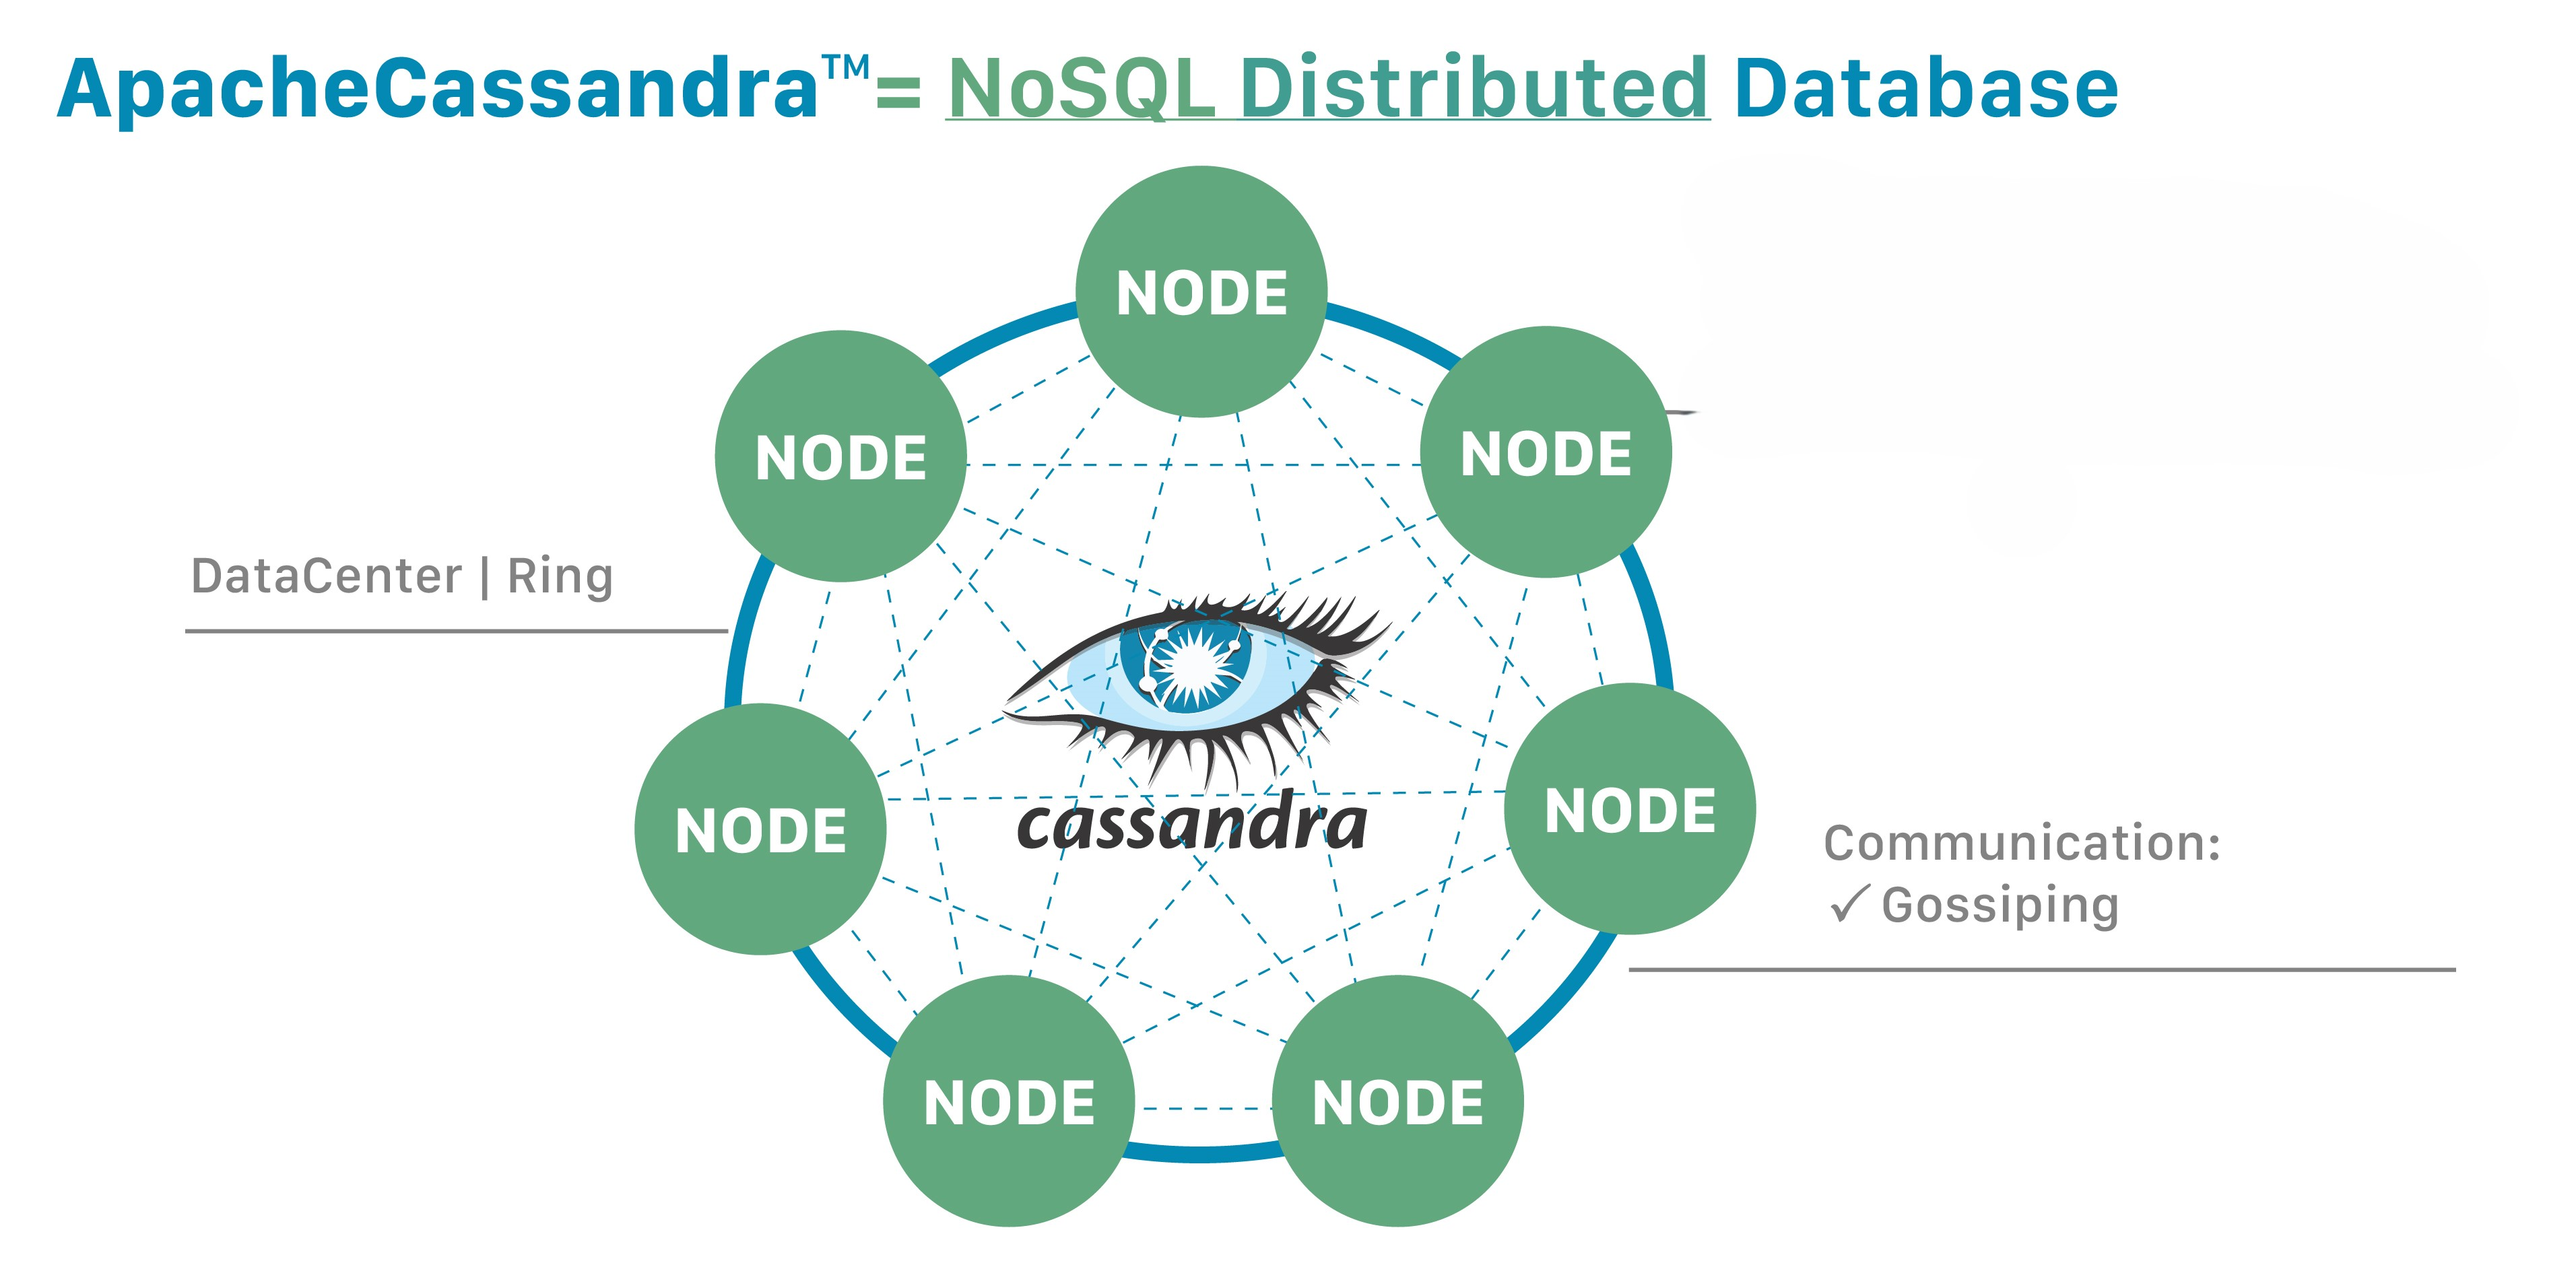 ApacheCassandra™= NoSQL Distributed Database
NODE
NODE
NODE
DataCenter | Ring
NODE
NODE
cassandra
Communication:
✓ Gossiping
NODE
NODE